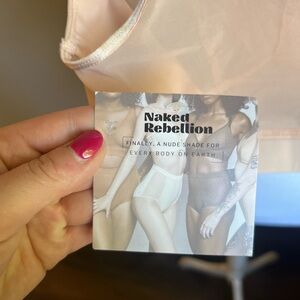 Naked
Rebellion
FINALLY, A NUDE SHADE FOR
EVERY BODY ON EARTH.